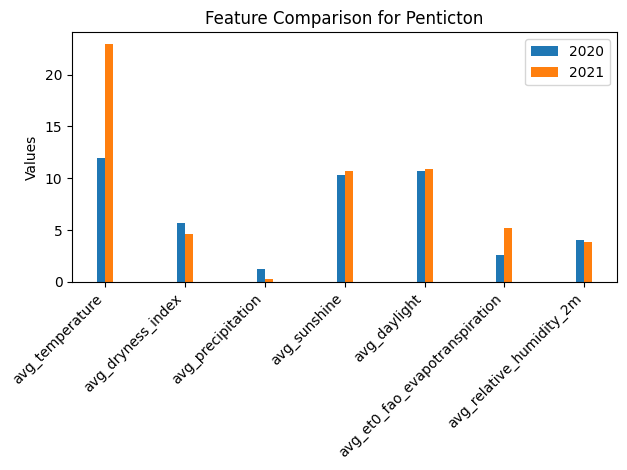 Feature Comparison for Penticton
2020
2021
Values
20
15
10
5
0
avg_temperature
avg_dryness_index
avg_precipitation
avg_sunshine
avg_daylight
avg_et0_fao_evapotranspiration
avg_relative_humidity_2m